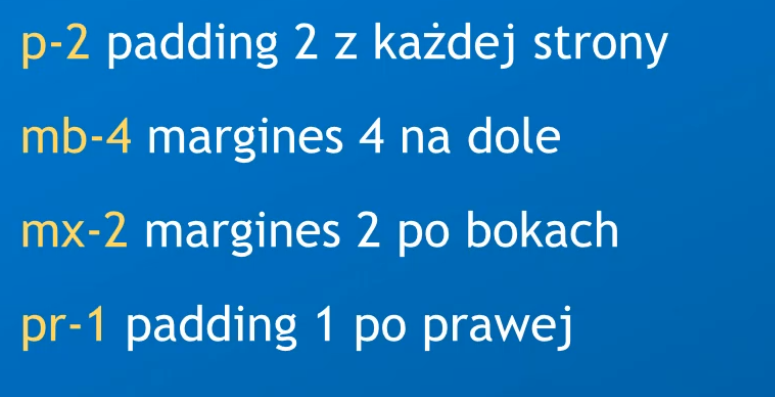 p-2 padding 2 z każdej strony
mb-4 margines 4 na dole
mx-2 margines 2 po bokach
pr-1 padding 1 po prawej